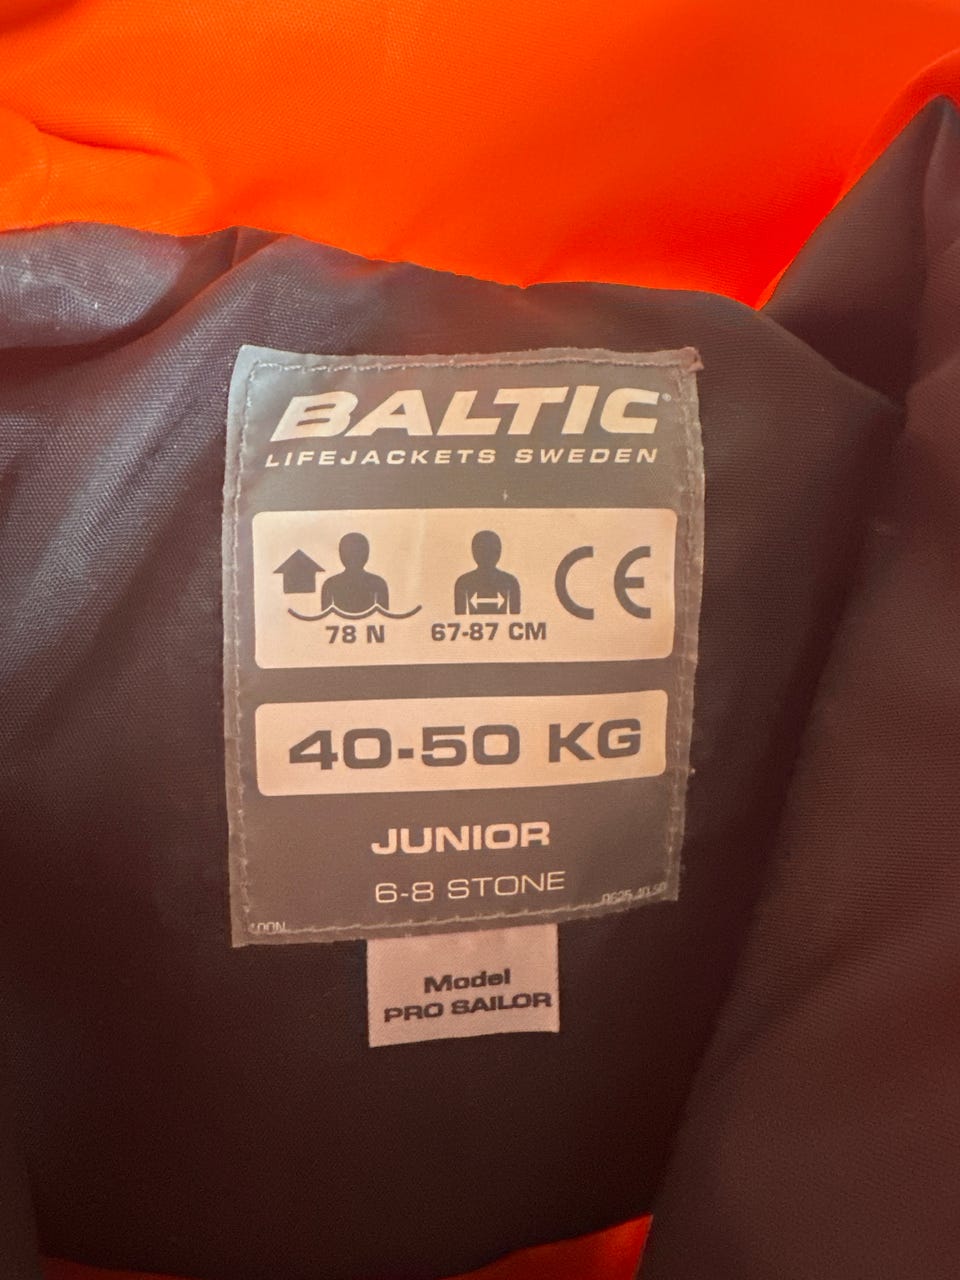 BALTIC®
LIFEJACKETS SWEDEN
78 N
67-87 CM
CE
40-50 KG
JUNIOR
6-8 STONE
Model
PRO SAILOR